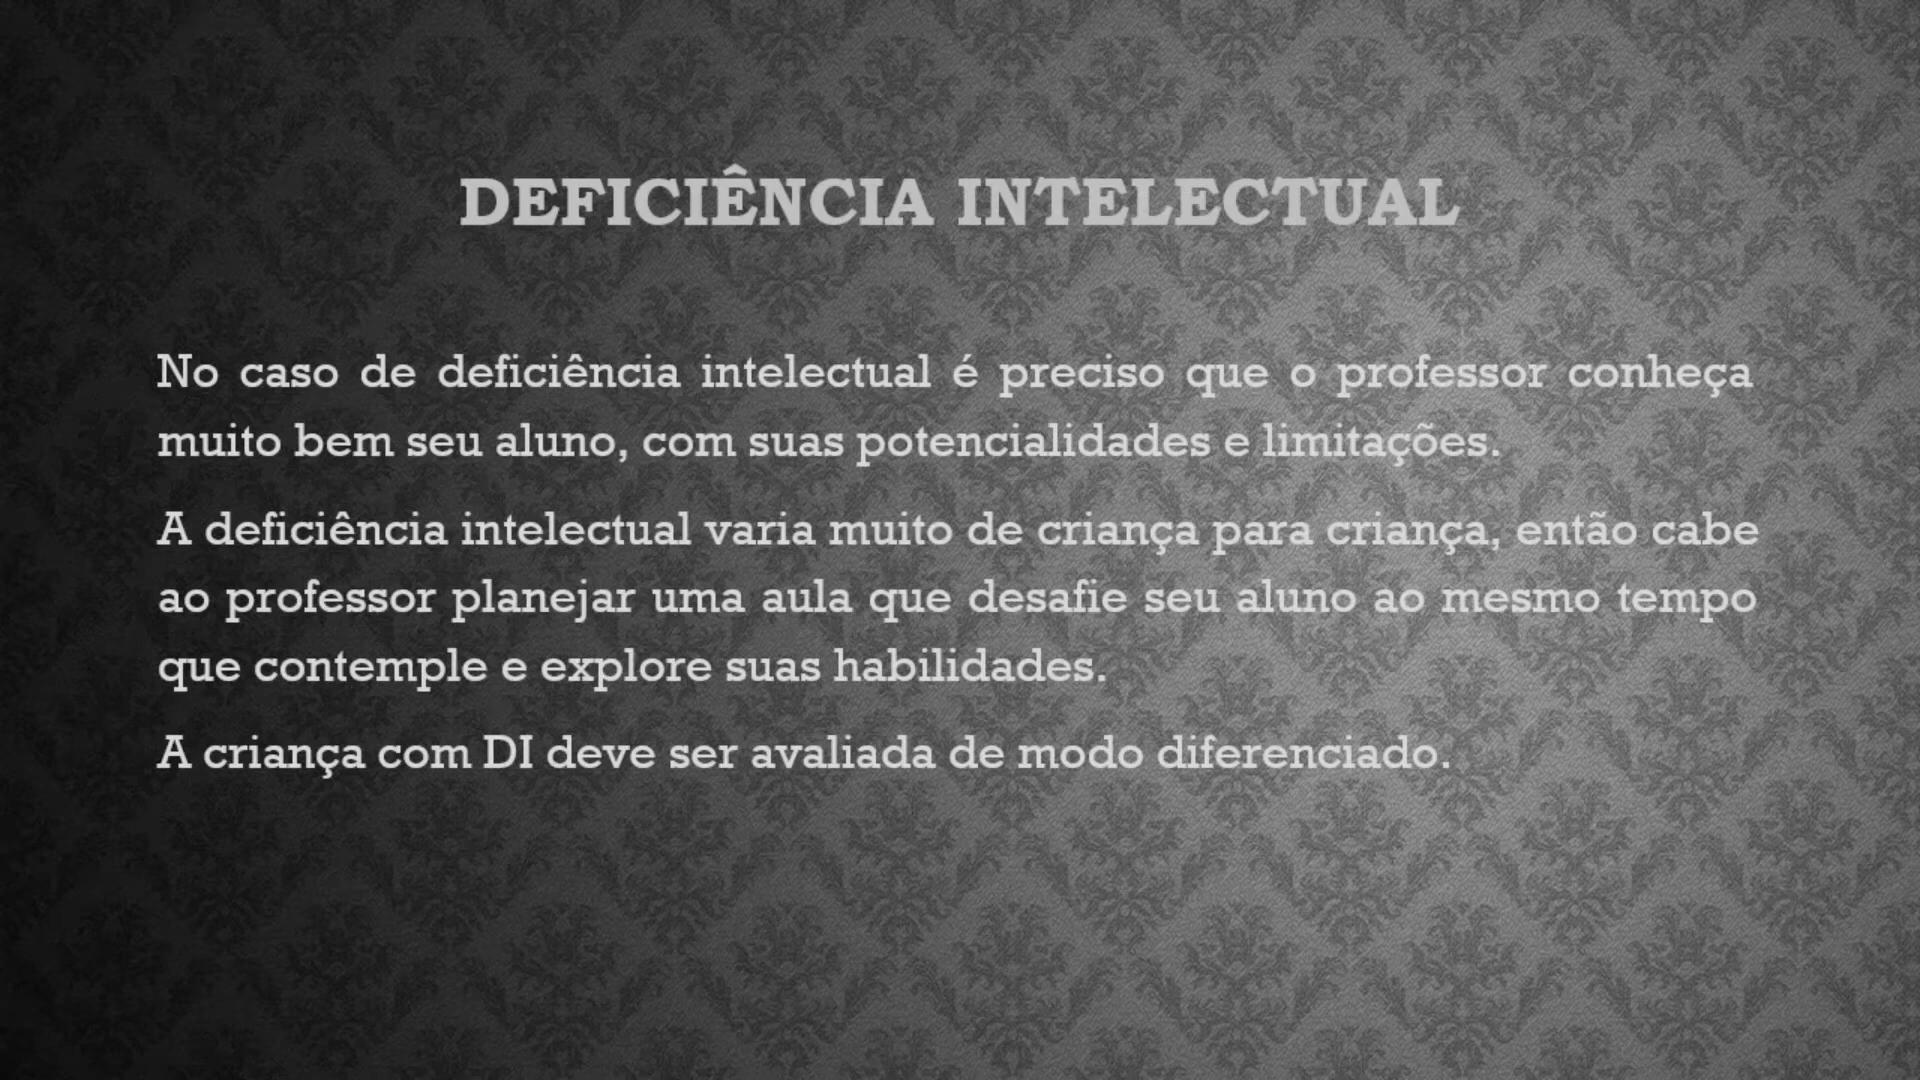 DEFICIÊNCIA INTELECTUAL
No caso de deficiência intelectual é preciso que o professor conheça
muito bem seu aluno, com suas potencialidades e limitações.
A deficiência intelectual varia muito de criança para criança, então cabe
ao professor planejar uma aula que desafie seu aluno ao mesmo tempo
que contemple e explore suas habilidades.
A criança com DI deve ser avaliada de modo diferenciado.